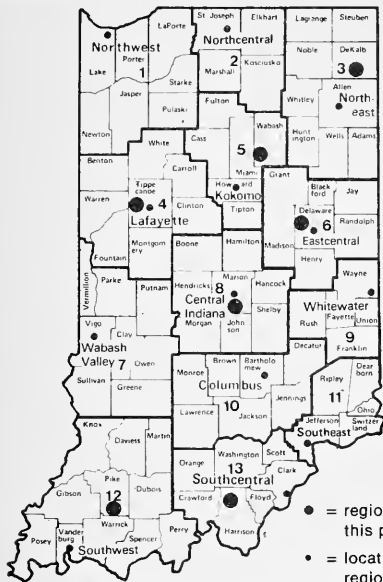 St Joseph Elkhart Lagrange Steuben
LaPorte
Northwest Northcentral
Porter Noble DeKalb
Lake 1 2 Kosciusko 3
Marshall
Starke Allen
Jasper Fulton Whitley North-
Pulaski east
Newton White Cass 5 Wabash Hunt
ington Wells Adams
Benton Miami
Carroll Grant
Tippe
canoe Howard Black
ford Jay
Warren 4 Kokomo
Lafayette Clinton Tipton Delaware
6 Randolph
Montgom
ery Boone Hamilton Madison Eastcentral
Fountain Henry
Vermillion Parke Marion Wayne
Putnam Hendricks 8 Hancock
Central Whitewater
Indiana Shelby Rush Fayette Union
Vigo Clay Morgan John
son 9
Wabash Decatur Franklin
Valley 7 Owen Brown Bartholo
mew Dear
born
Monroe Ripley
Sullivan Columbus 11
Greene 10 Jennings Ohio
Lawrence Jackson Jefferson Switzer
land
Knox Southeast
Daviess Martin Washington Scott
Orange 13 Clark
Pike Southcentral
Gibson 12 Dubois Crawford Floyd
Warrick Harrison
Posey Vander
burg Spencer Perry
Southwest
● = regio
this p
• = locat
regio